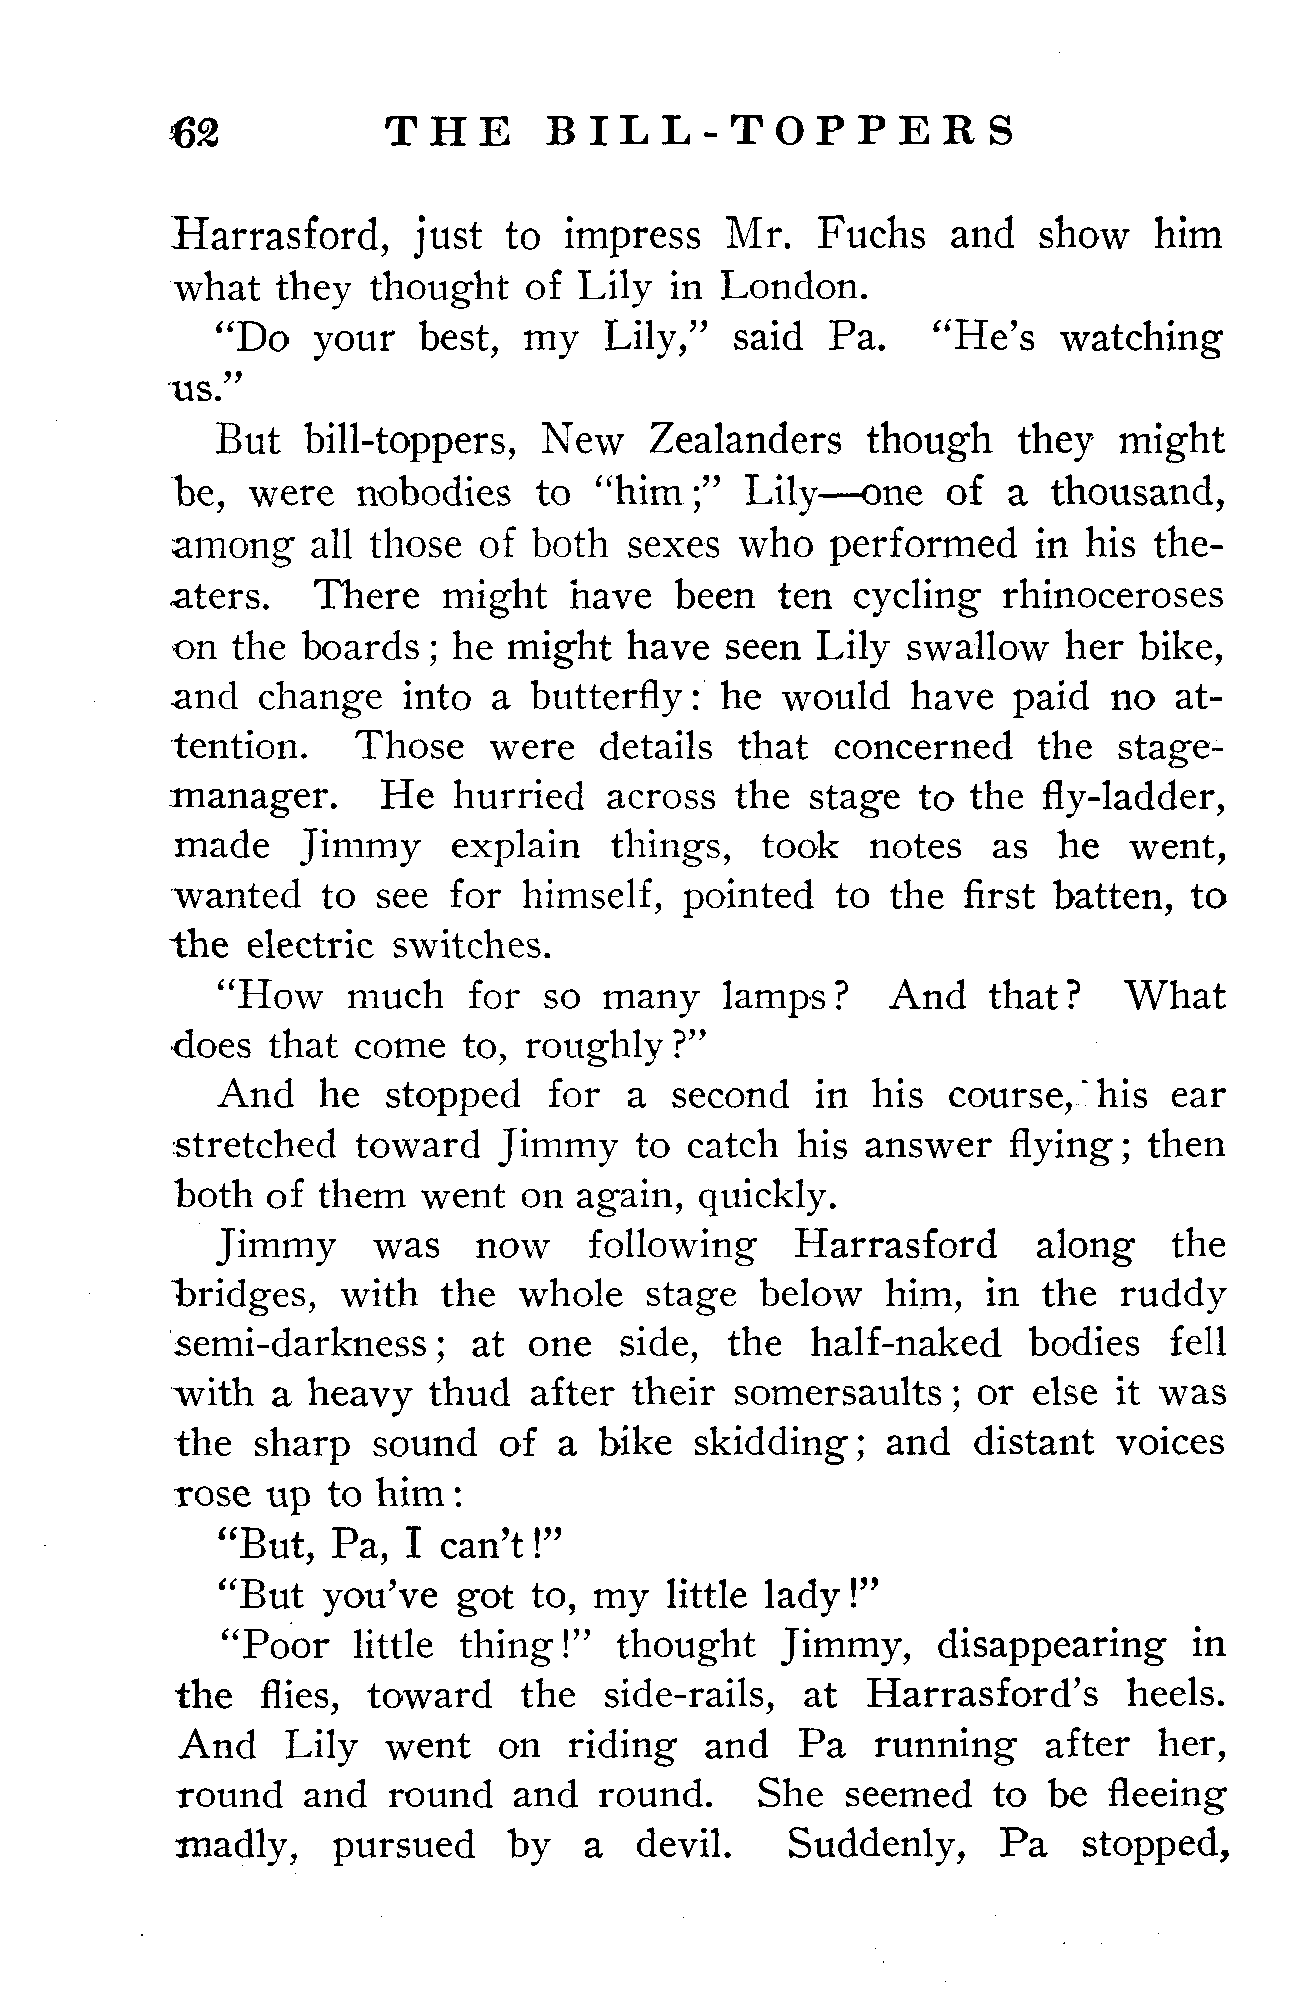 62 THE BILL-TOPPERS
Harrasford, just to impress Mr. Fuchs and show him
what they thought of Lily in London.
“Do your best, my Lily,” said Pa. “He’s watching
us.”
But bill-toppers, New Zealanders though they might
be, were nobodies to “him;” Lily—one of a thousand,
among all those of both sexes who performed in his the-
aters. There might have been ten cycling rhinoceroses
on the boards; he might have seen Lily swallow her bike,
and change into a butterfly: he would have paid no at-
tention. Those were details that concerned the stage-
manager. He hurried across the stage to the fly-ladder,
made Jimmy explain things, took notes as he went,
wanted to see for himself, pointed to the first batten, to
the electric switches.
“How much for so many lamps? And that? What
does that come to, roughly?”
And he stopped for a second in his course, his ear
stretched toward Jimmy to catch his answer flying; then
both of them went on again, quickly.
Jimmy was now following Harrasford along the
bridges, with the whole stage below him, in the ruddy
semi-darkness; at one side, the half-naked bodies fell
with a heavy thud after their somersaults; or else it was
the sharp sound of a bike skidding; and distant voices
rose up to him:
“But, Pa, I can’t!”
“But you’ve got to, my little lady!”
“Poor little thing!” thought Jimmy, disappearing in
the flies, toward the side-rails, at Harrasford’s heels.
And Lily went on riding and Pa running after her,
round and round and round. She seemed to be fleeing
madly, pursued by a devil. Suddenly, Pa stopped,